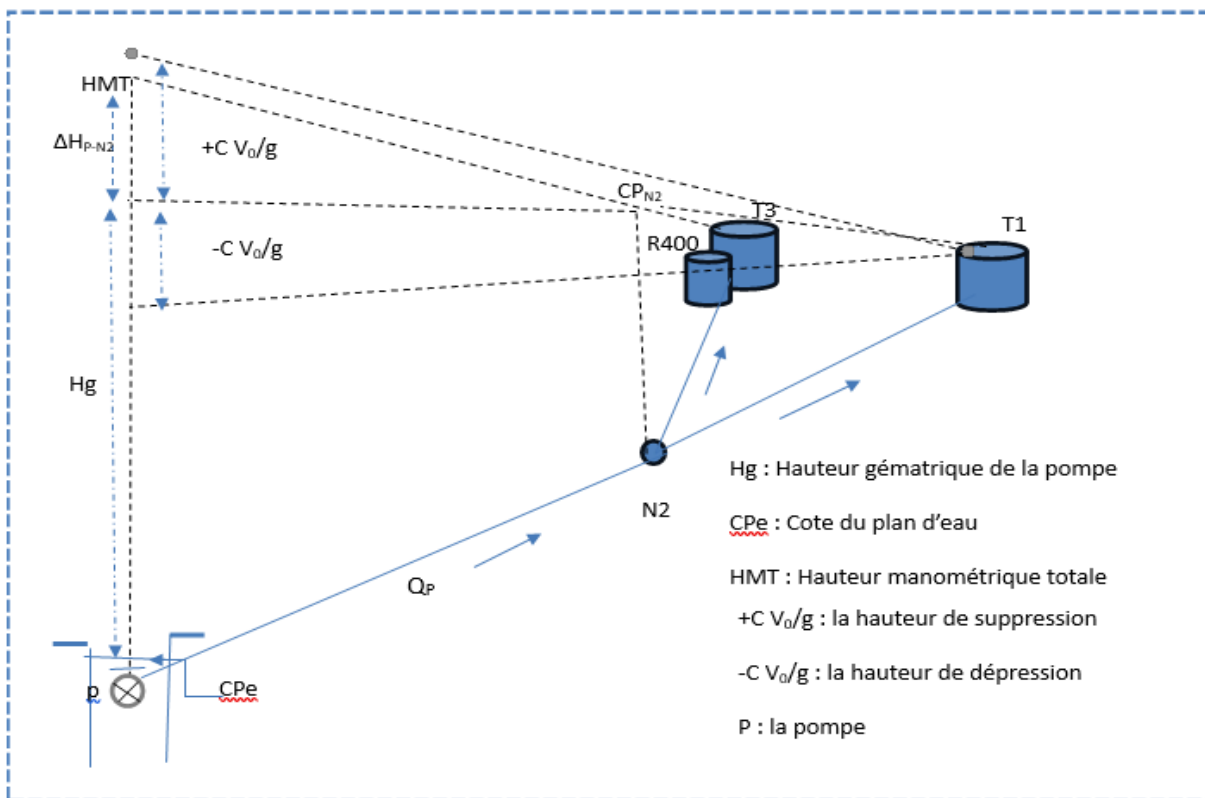 HMT
ΔHP-N2
+C V₀/g
CPN2
T3
T1
R400
-C V₀/g
Hg
Hg : Hauteur gématrique de la pompe
N2
CPe : Cote du plan d’eau
HMT : Hauteur manométrique totale
QP
+C V₀/g : la hauteur de suppression
-C V₀/g : la hauteur de dépression
p
CPe
P : la pompe